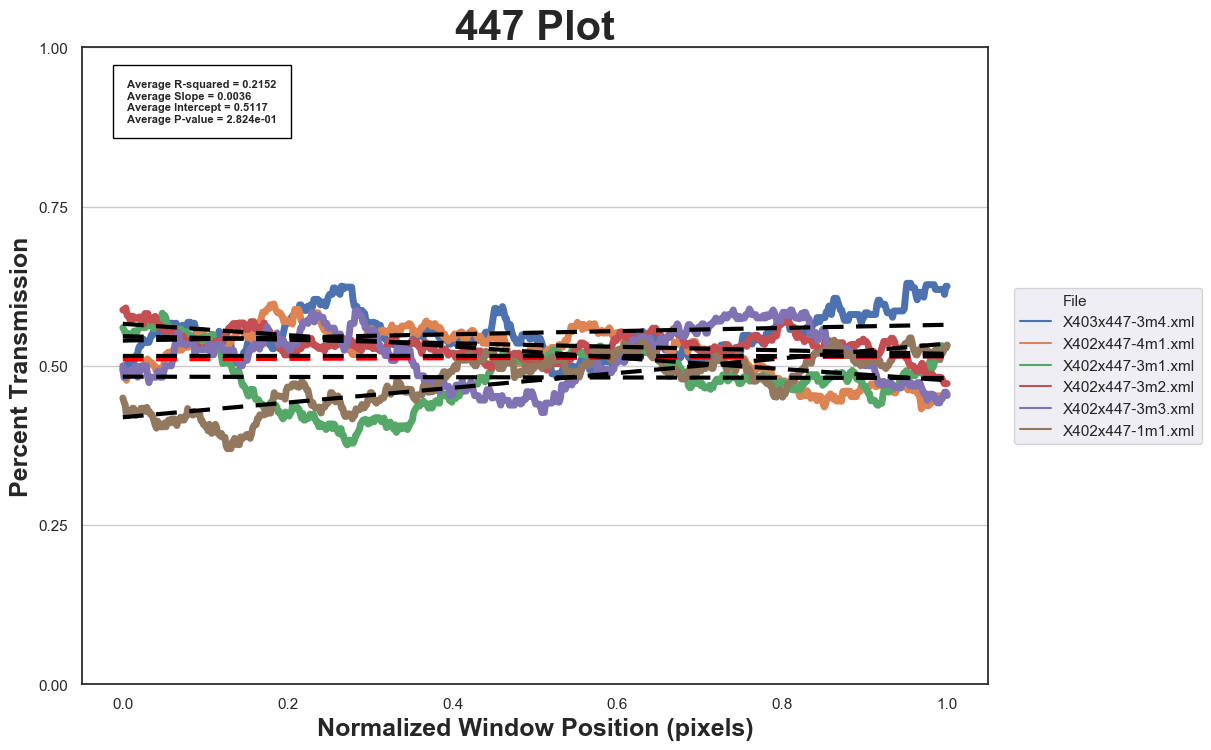 447 Plot
1.00
Average R-squared = 0.2152
Average Slope = 0.0036
Average Intercept = 0.5117
Average P-value = 2.824e-01
0.75
Percent Transmission
0.50
0.25
0.00
0.0 0.2 0.4 0.6 0.8 1.0
Normalized Window Position (pixels)
File
X403x447-3m4.xml
X402x447-4m1.xml
X402x447-3m1.xml
X402x447-3m2.xml
X402x447-3m3.xml
X402x447-1m1.xml